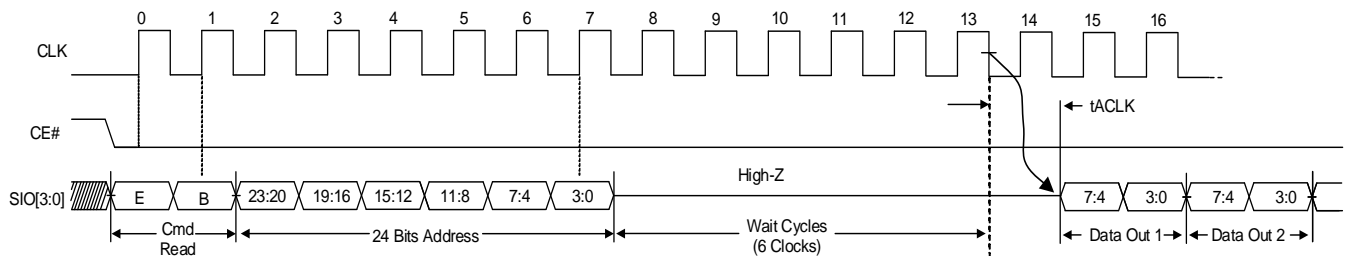 0 1 2 3 4 5 6 7 8 9 10 11 12 13 14 15 16
CLK
tACLK
CE#
High-Z
SIO[3:0] E B 23:20 19:16 15:12 11:8 7:4 3:0 7:4 3:0 7:4 3:0
Cmd 24 Bits Address Wait Cycles Data Out 1 Data Out 2
Read (6 Clocks)